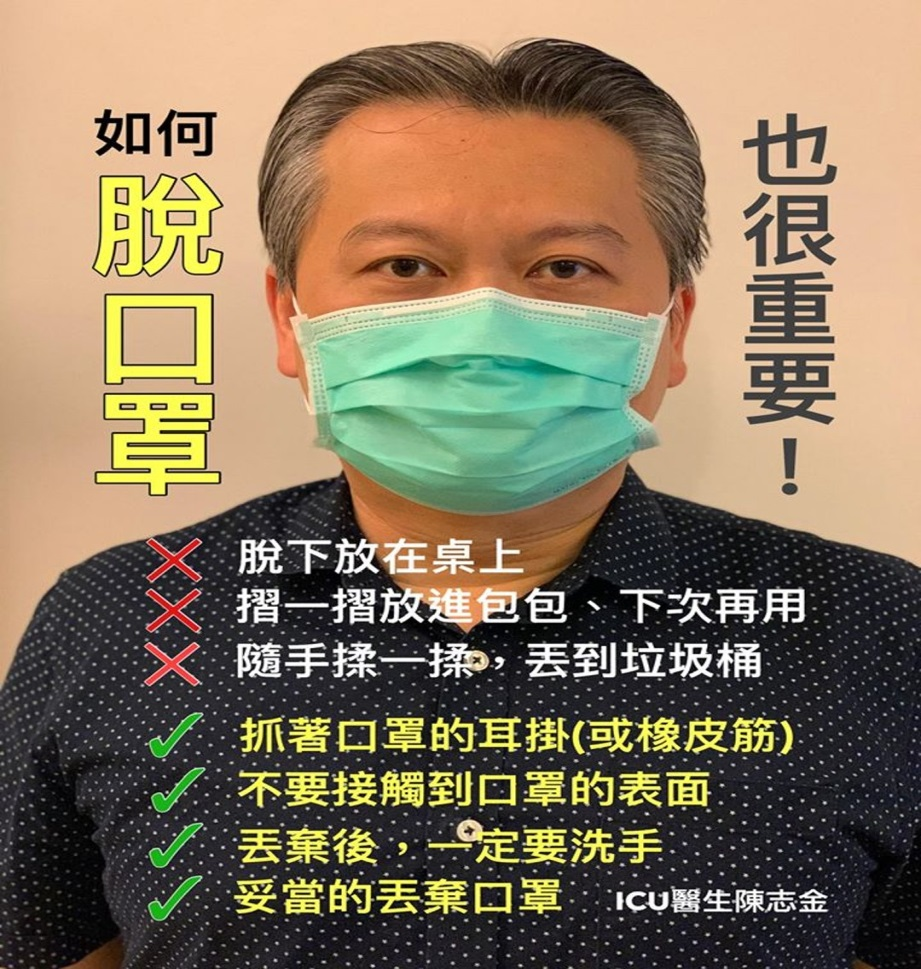 如何
脫口罩
也很重要！
脫下放在桌上
摺一摺放進包包、下次再用
隨手揉一揉，丟到垃圾桶
抓著口罩的耳掛(或橡皮筋)
不要接觸到口罩的表面
丟棄後，一定要洗手
妥當的丟棄口罩
ICU醫生陳志金